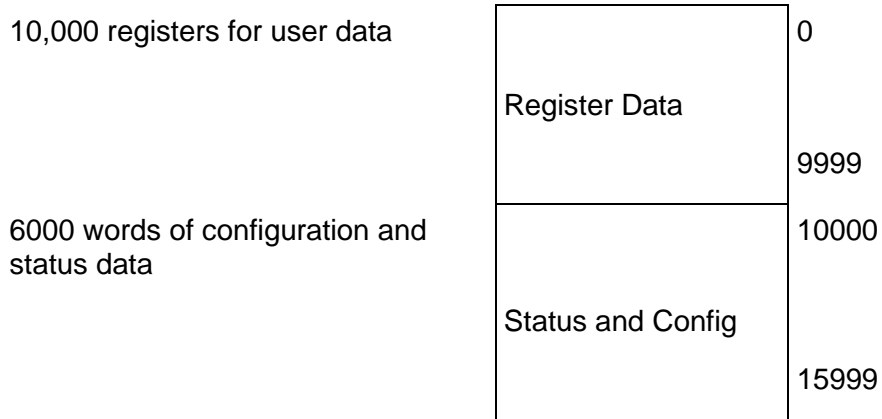 10,000 registers for user data
0
Register Data
9999
6000 words of configuration and
10000
status data
Status and Config
15999